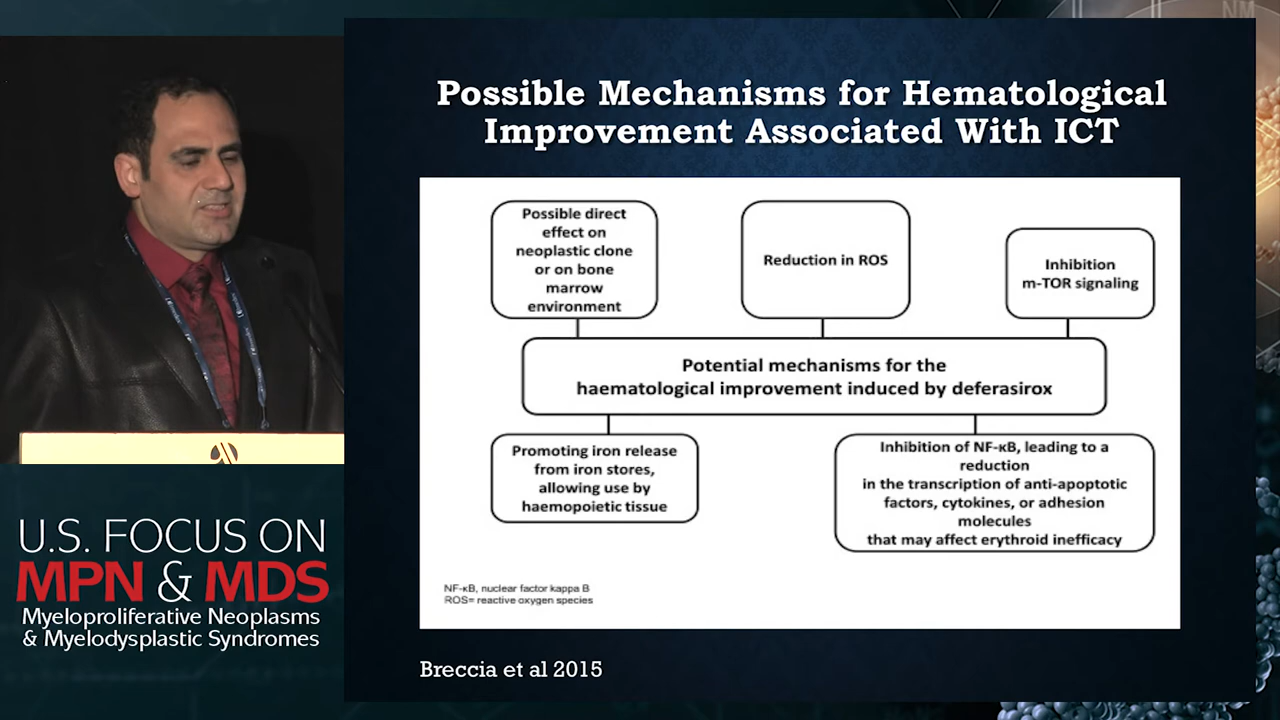 NM
Possible Mechanisms for Hematological
Improvement Associated With ICT
Possible direct
effect on
neoplastic clone
or on bone
marrow
environment
Reduction in ROS
Inhibition
m-TOR signaling
Potential mechanisms for the
haematological improvement induced by deferasirox
Promoting iron release
from iron stores,
allowing use by
haemopoietic tissue
Inhibition of NF-κB, leading to a
reduction
in the transcription of anti-apoptotic
factors, cytokines, or adhesion
molecules
that may affect erythroid inefficacy
NF-κB, nuclear factor kappa B
ROS= reactive oxygen species
Breccia et al 2015
U.S. FOCUS ON
MPN & MDS
Myeloproliferative Neoplasms
& Myelodysplastic Syndromes